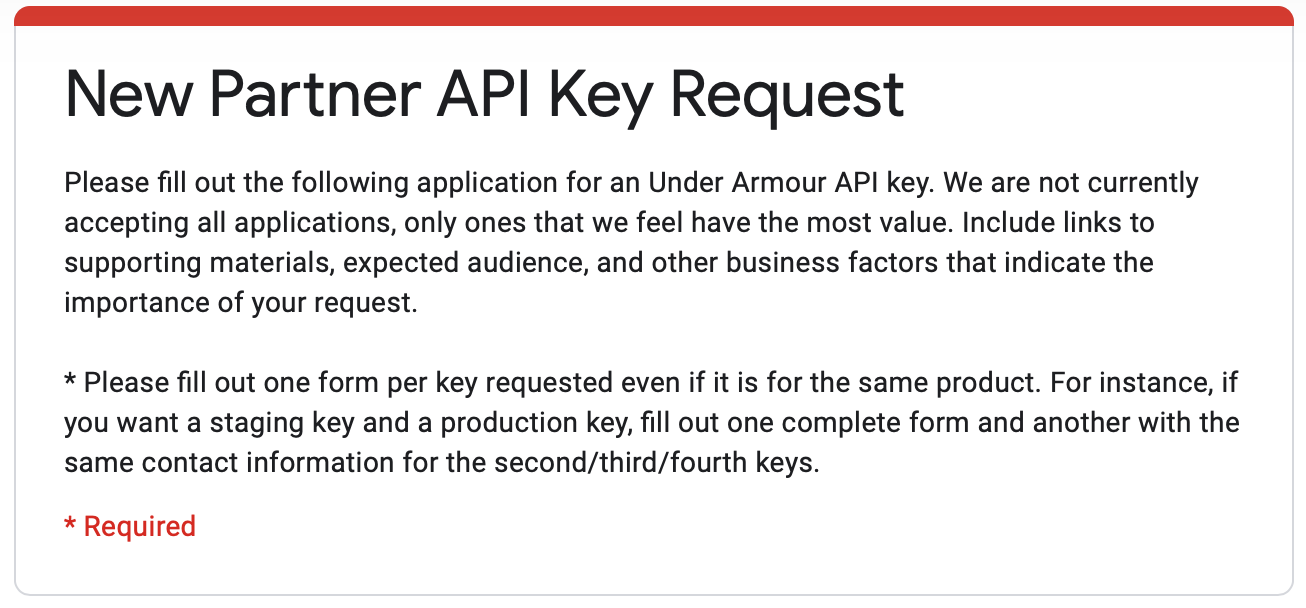 New Partner API Key Request
Please fill out the following application for an Under Armour API key. We are not currently
accepting all applications, only ones that we feel have the most value. Include links to
supporting materials, expected audience, and other business factors that indicate the
importance of your request.
* Please fill out one form per key requested even if it is for the same product. For instance, if
you want a staging key and a production key, fill out one complete form and another with the
same contact information for the second/third/fourth keys.
* Required